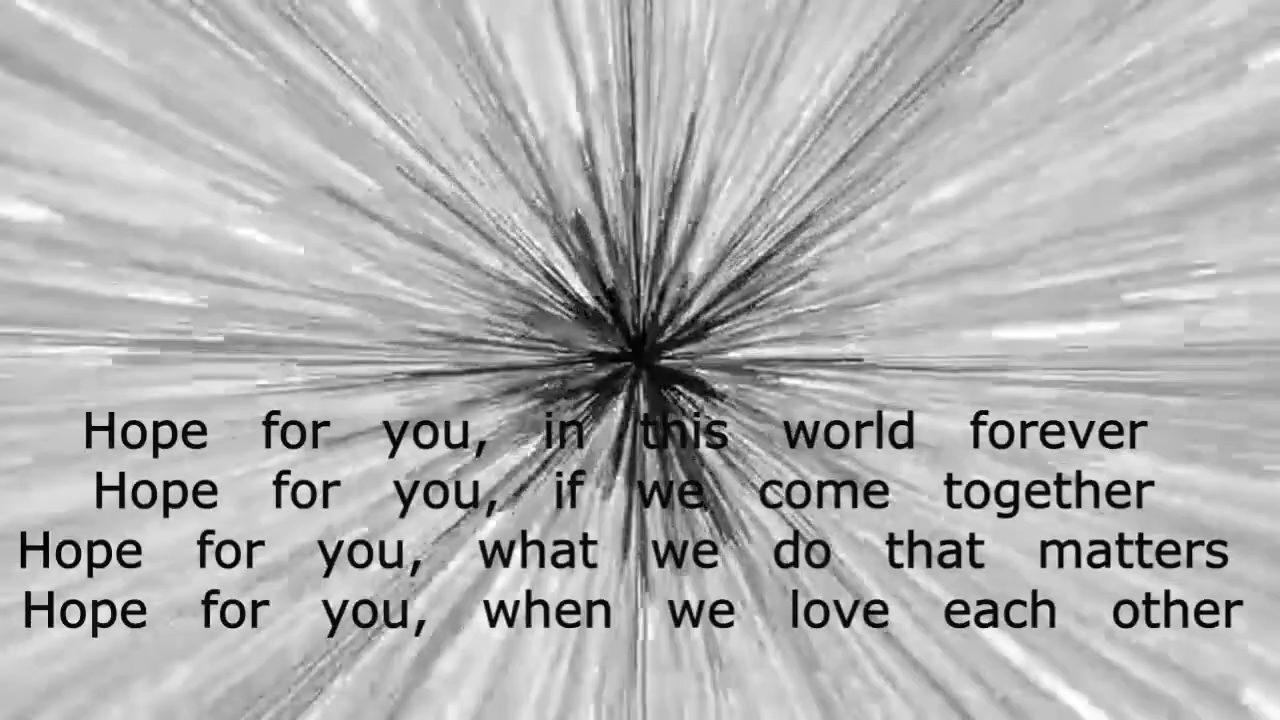 Hope for you, in this world forever
Hope for you, if we come together
Hope for you, what we do that matters
Hope for you, when we love each other